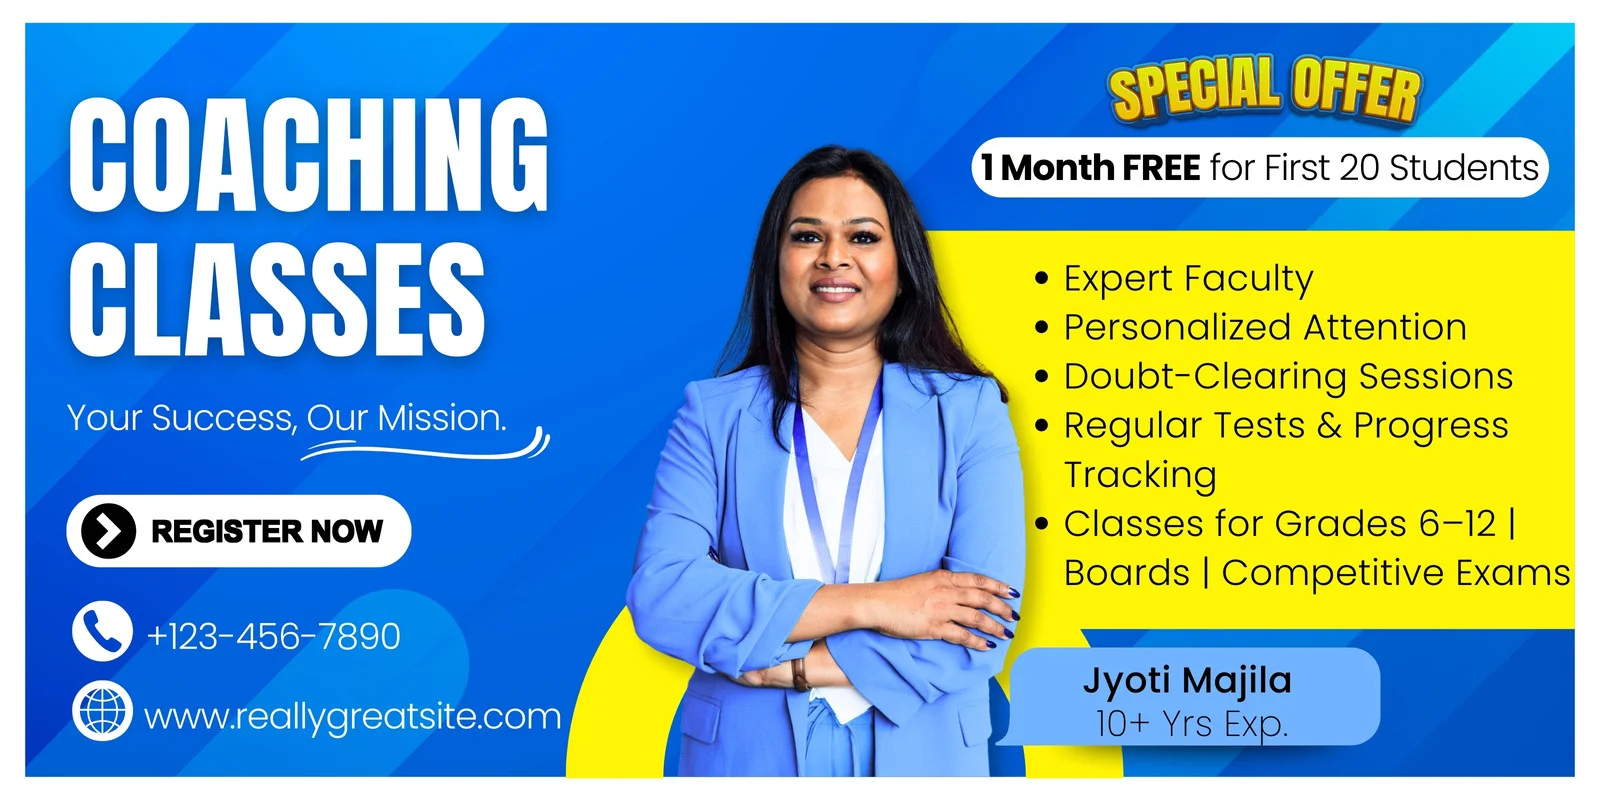 COACHING
CLASSES
Your Success, Our Mission.
REGISTER NOW
+123-456-7890
www.reallygreatsite.com
SPECIAL OFFER
1 Month FREE for First 20 Students
• Expert Faculty
• Personalized Attention
• Doubt-Clearing Sessions
• Regular Tests & Progress
Tracking
• Classes for Grades 6–12 |
Boards | Competitive Exams
Jyoti Majila
10+ Yrs Exp.